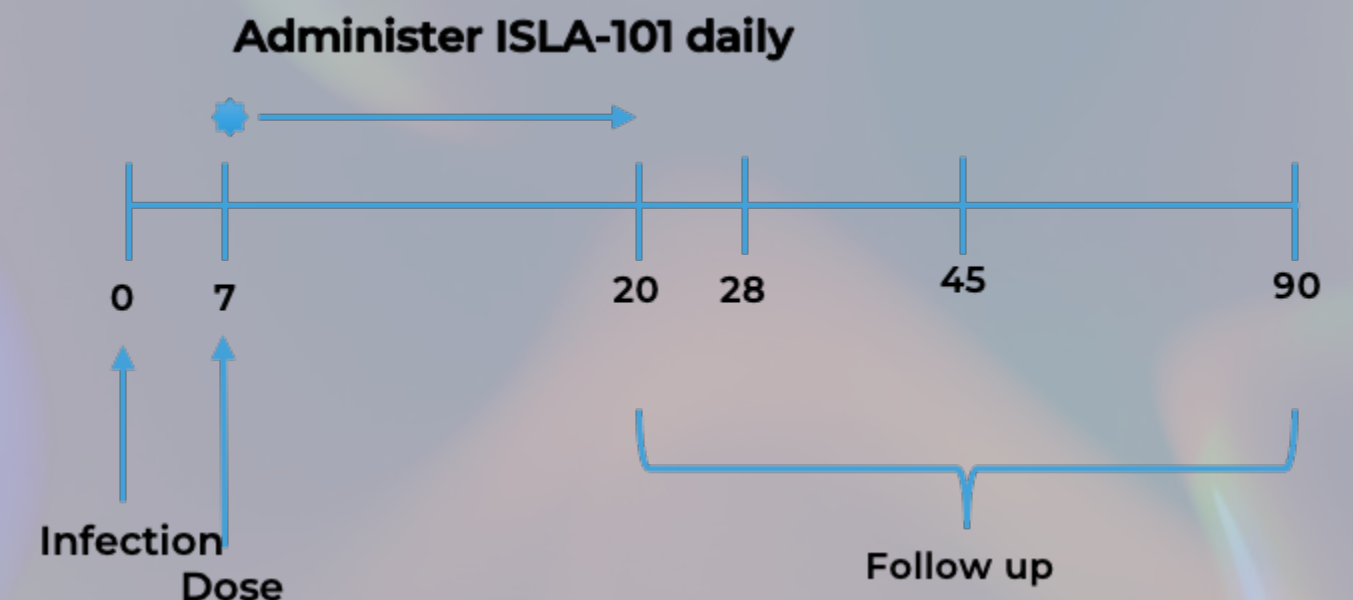 Administer ISLA-101 daily
0 7 20 28 45 90
Infection
Dose
Follow up